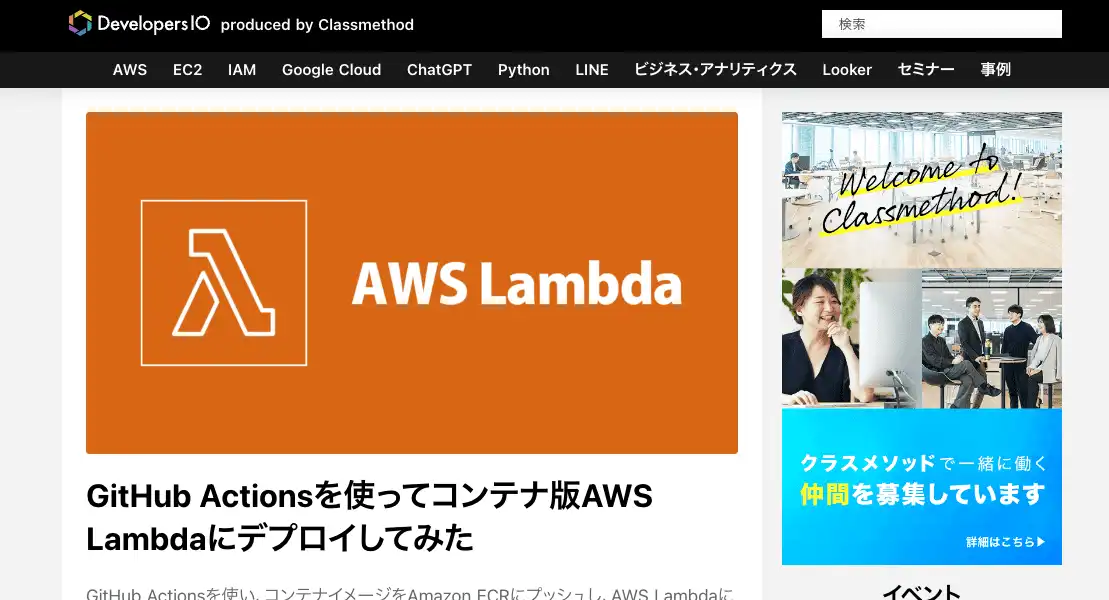 DevelopersIO produced by Classmethod
検索
AWS EC2 IAM Google Cloud ChatGPT Python LINE ビジネス・アナリティクス Looker セミナー 事例
AWS Lambda
GitHub Actionsを使ってコンテナ版AWS
Lambdaにデプロイしてみた
GitHub Actionsを使い、コンテナイメージをAmazon ECRにプッシュし、AWS Lambdaに
Welcome to
Classmethod!
クラスメソッドで一緒に働く
仲間を募集しています
詳細はこちら▶
イベント